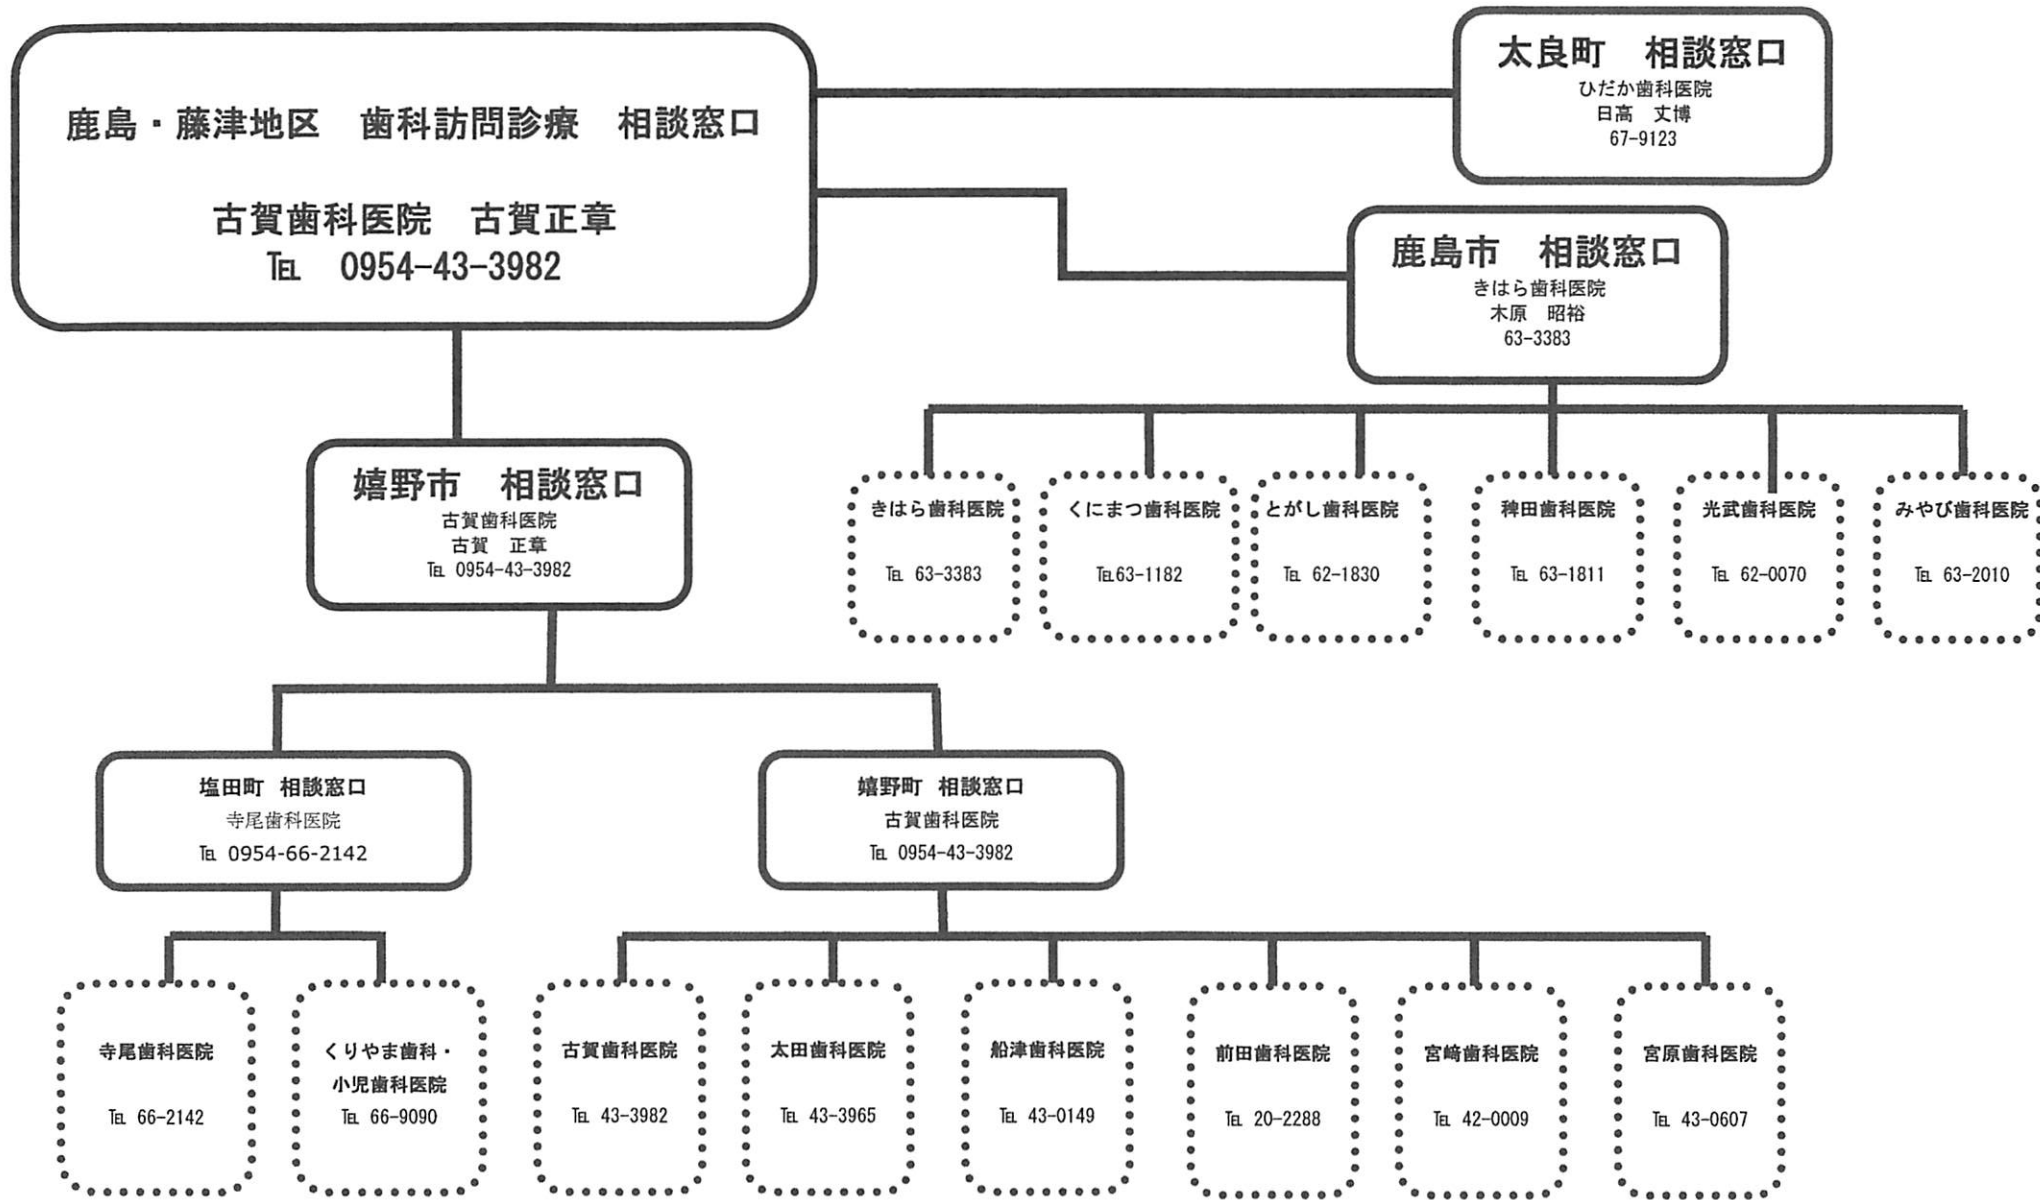 鹿島・藤津地区　歯科訪問診療　相談窓口
古賀歯科医院　古賀正章
℡　0954-43-3982
太良町　相談窓口
ひだか歯科医院
日高　丈博
67-9123
鹿島市　相談窓口
きはら歯科医院
木原　昭裕
63-3383
きはら歯科医院
℡ 63-3383
くにまつ歯科医院
℡63-1182
とがし歯科医院
℡ 62-1830
稗田歯科医院
℡ 63-1811
光武歯科医院
℡ 62-0070
みやび歯科医院
℡ 63-2010
嬉野市　相談窓口
古賀歯科医院
古賀　正章
℡ 0954-43-3982
塩田町 相談窓口
寺尾歯科医院
℡ 0954-66-2142
嬉野町 相談窓口
古賀歯科医院
℡ 0954-43-3982
寺尾歯科医院
℡ 66-2142
くりやま歯科・
小児歯科医院
℡ 66-9090
古賀歯科医院
℡ 43-3982
太田歯科医院
℡ 43-3965
船津歯科医院
℡ 43-0149
前田歯科医院
℡ 20-2288
宮﨑歯科医院
℡ 42-0009
宮原歯科医院
℡ 43-0607